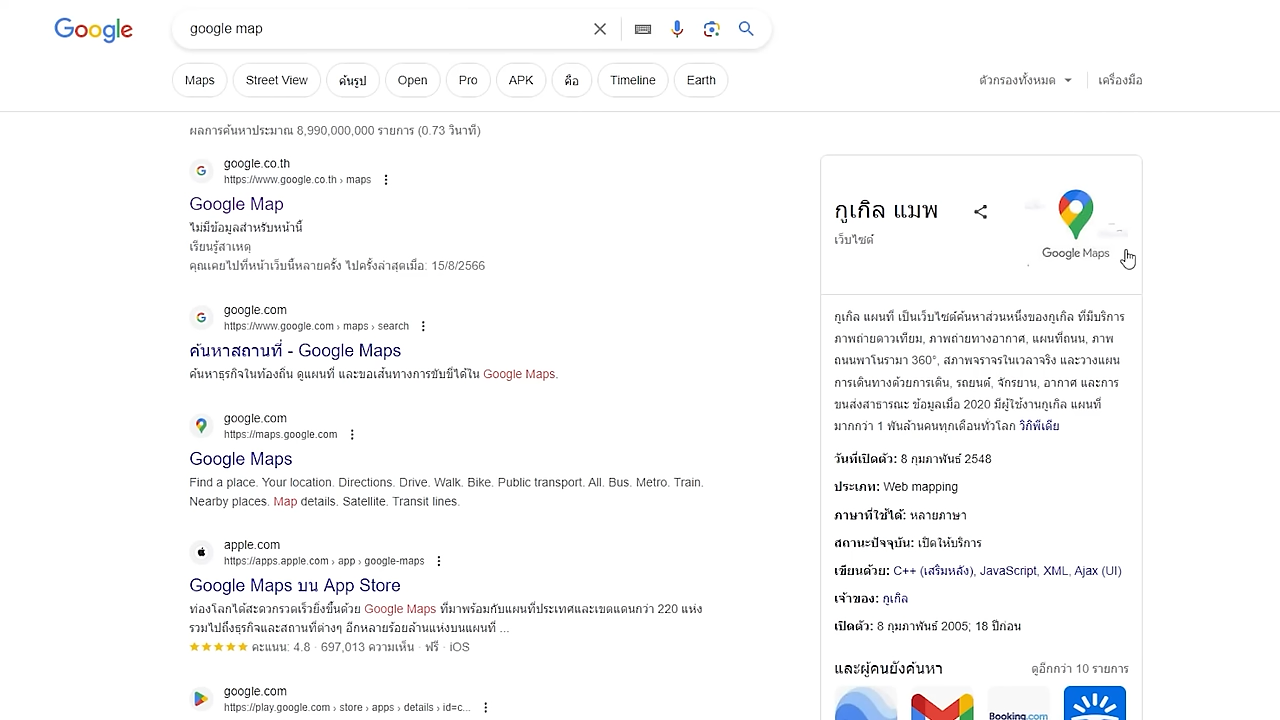 Google
google map
Maps
Street View
ค้นรูป
Open
Pro
APK
คือ
Timeline
Earth
ตัวกรองทั้งหมด
เครื่องมือ
ผลการค้นหาประมาณ 8,990,000,000 รายการ (0.73 วินาที)
google.co.th
https://www.google.co.th › maps
Google Map
ไม่มีข้อมูลสำหรับหน้านี้
เรียนรู้สาเหตุ
คุณเคยไปที่หน้าเว็บนี้หลายครั้ง ไปครั้งล่าสุดเมื่อ: 15/8/2566
google.com
https://www.google.com › maps › search
ค้นหาสถานที่ - Google Maps
ค้นหาธุรกิจในท้องถิ่น ดูแผนที่ และขอเส้นทางการขับขี่ได้ใน Google Maps.
google.com
https://maps.google.com
Google Maps
Find a place. Your location. Directions. Drive. Walk. Bike. Public transport. All. Bus. Metro. Train.
Nearby places. Map details. Satellite. Transit lines.
apple.com
https://apps.apple.com › app › google-maps
Google Maps บน App Store
ท่องโลกได้สะดวกรวดเร็วยิ่งขึ้นด้วย Google Maps ที่มาพร้อมกับแผนที่ประเทศและเขตแดนกว่า 220 แห่ง
รวมไปถึงธุรกิจและสถานที่ต่างๆ อีกหลายร้อยล้านแห่งบนแผนที่ ...
คะแนน: 4.8 · 697,013 ความเห็น · ฟรี · iOS
google.com
https://play.google.com › store › apps › details › id=c...
กูเกิล แมพ
เว็บไซต์
Google Maps
กูเกิล แผนที่ เป็นเว็บไซต์ค้นหาส่วนหนึ่งของกูเกิล ที่มีบริการ
ภาพถ่ายดาวเทียม, ภาพถ่ายทางอากาศ, แผนที่ถนน, ภาพ
ถนนพาโนรามา 360°, สภาพจราจรในเวลาจริง และวางแผน
การเดินทางด้วยการเดิน, รถยนต์, จักรยาน, อากาศ และการ
ขนส่งสาธารณะ ข้อมูลเมื่อ 2020 มีผู้ใช้งานกูเกิล แผนที่
มากกว่า 1 พันล้านคนทุกเดือนทั่วโลก วิกิพีเดีย
วันที่เปิดตัว: 8 กุมภาพันธ์ 2548
ประเภท: Web mapping
ภาษาที่ใช้ได้: หลายภาษา
สถานะปัจจุบัน: เปิดให้บริการ
เขียนด้วย: C++ (เสริมหลัง), JavaScript, XML, Ajax (UI)
เจ้าของ: กูเกิล
เปิดตัว: 8 กุมภาพันธ์ 2005; 18 ปีก่อน
และผู้คนยังค้นหา
ดูอีกกว่า 10 รายการ
Booking.com